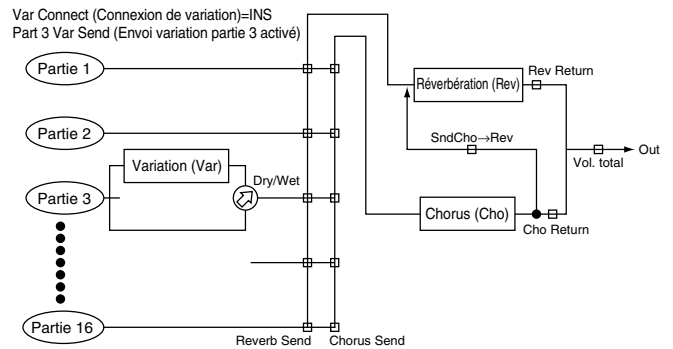 Var Connect (Connexion de variation)=INS
Part 3 Var Send (Envoi variation partie 3 activé)
Partie 1
Réverbération (Rev)
Rev Return
Partie 2
SndCho→Rev
Out
Vol. total
Variation (Var)
Dry/Wet
Partie 3
Chorus (Cho)
Cho Return
Partie 16
Reverb Send
Chorus Send